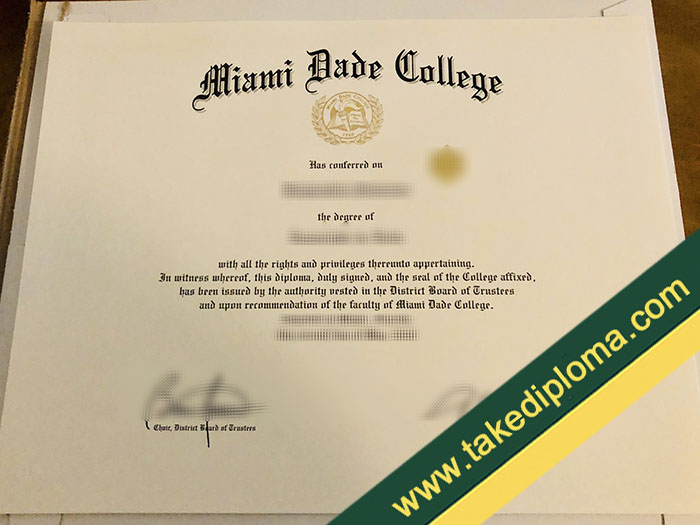 Miami Dade College
Has conferred on
the degree of
with all the rights and privileges thereunto appertaining.
In witness whereof, this diploma, duly signed, and the seal of the College affixed,
has been issued by the authority vested in the District Board of Trustees
and upon recommendation of the faculty of Miami Dade College.
Chair, District Board of Trustees
www.takediploma.com